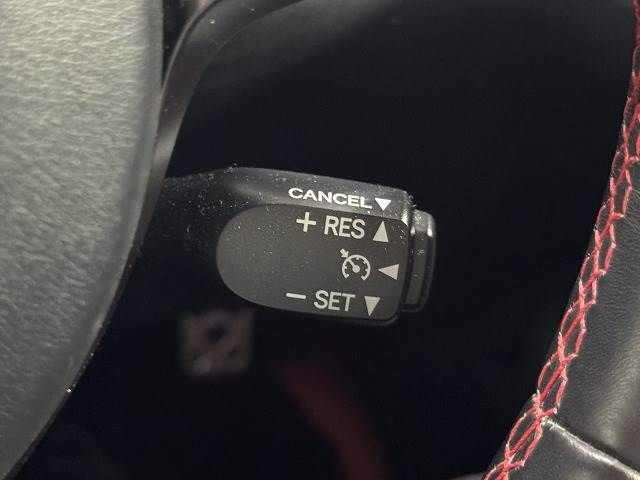 CANCEL▼
+ RES ▲
◀
− SET ▼